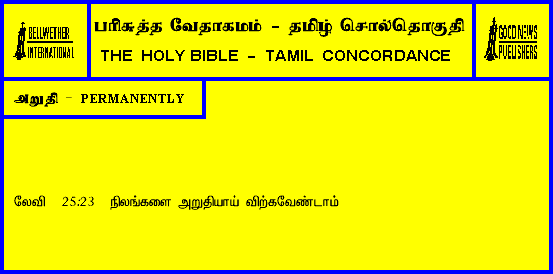 BELLWETHER
INTERNATIONAL
பரிசுத்த வேதாகமம் - தமிழ் சொல்தொகுதி
THE HOLY BIBLE - TAMIL CONCORDANCE
GOOD NEWS
PUBLISHERS
அறுதி - PERMANENTLY
லேவி 25:23 நிலங்களை அறுதியாய் விற்கவேண்டாம்